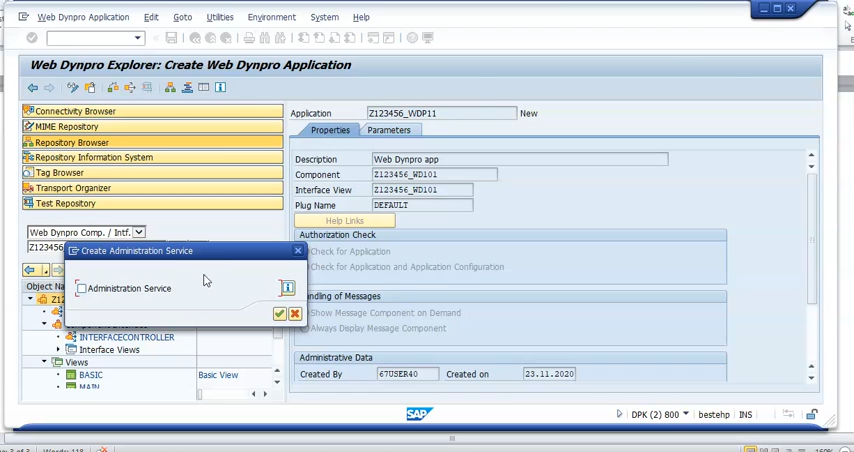 Web Dynpro Application Edit Goto Utilities Environment System Help
Web Dynpro Explorer: Create Web Dynpro Application
Connectivity Browser
MIME Repository
Repository Browser
Repository Information System
Tag Browser
Transport Organizer
Test Repository
Web Dynpro Comp. / Intf.
Z123456
Object Na
Create Administration Service
Administration Service
INTERFACECONTROLLER
Interface Views
Views
BASIC Basic View
MAIN
Application Z123456_WDP11 New
Properties Parameters
Description Web Dynpro app
Component Z123456_WD101
Interface View Z123456_WD101
Plug Name DEFAULT
Help Links
Authorization Check
Check for Application
Check for Application and Application Configuration
ndling of Messages
Show Message Component on Demand
Always Display Message Component
Administrative Data
Created By 67USER40 Created on 23.11.2020
SAP
DPK (2) 800 bestehp INS